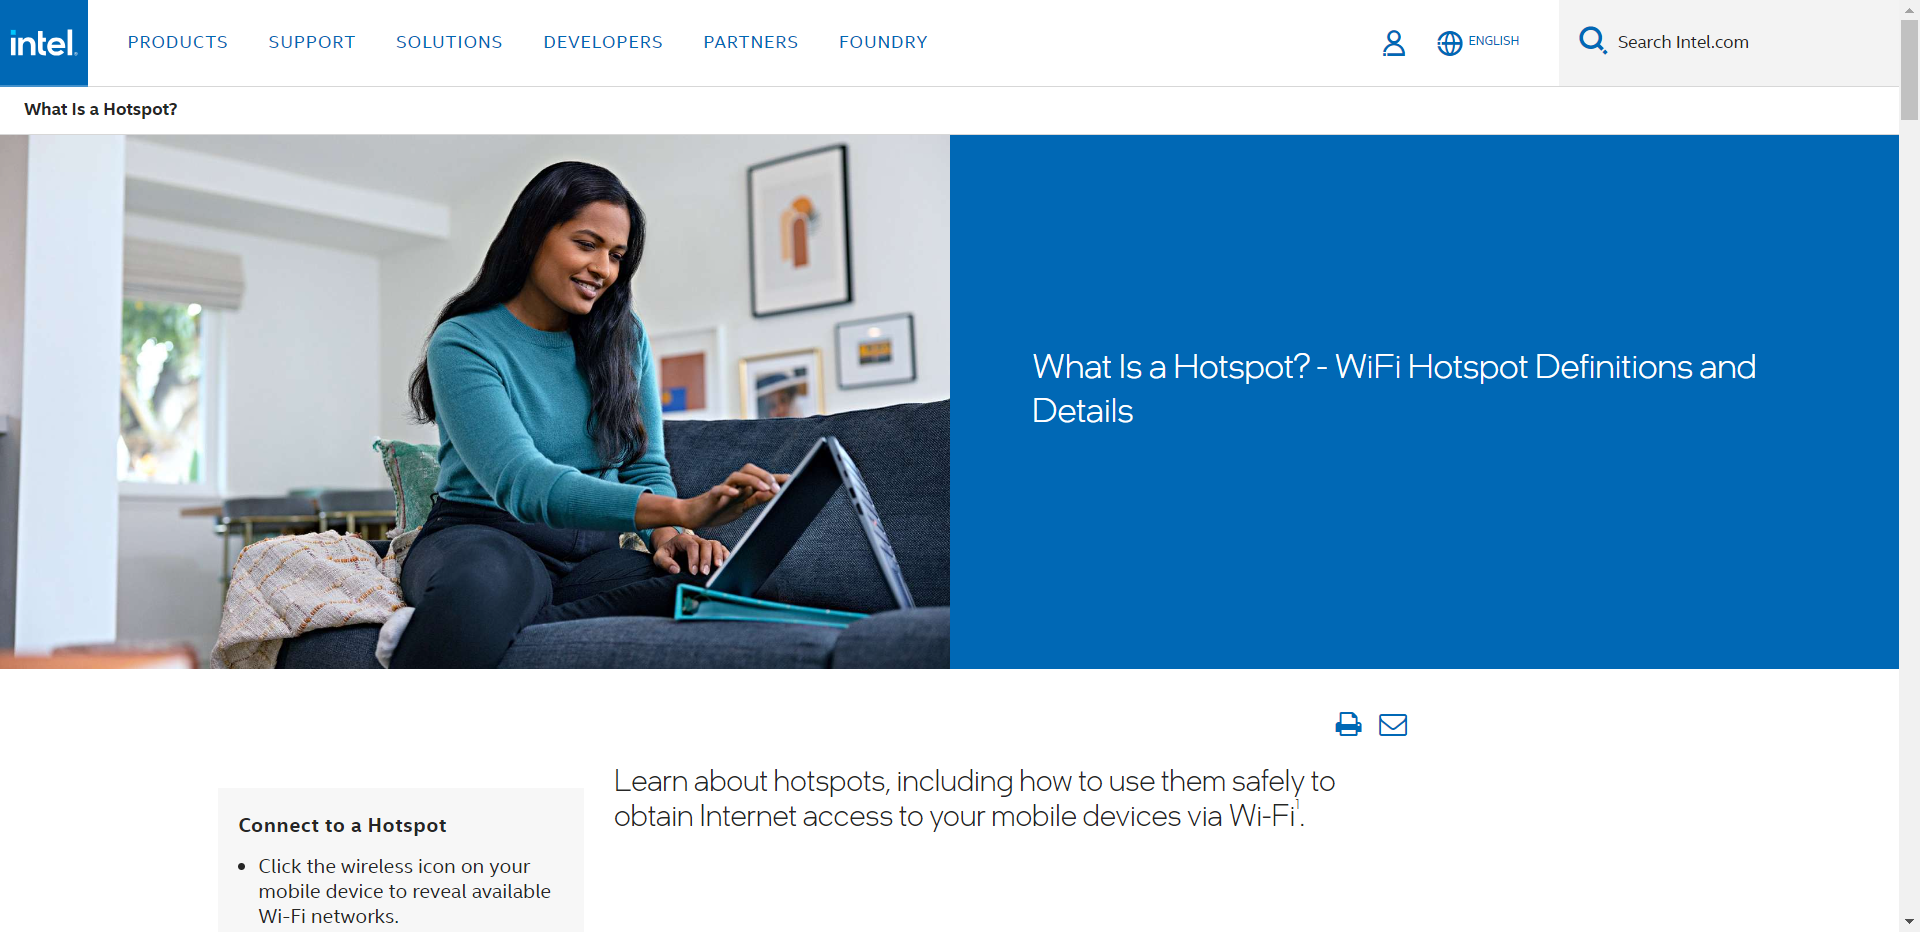 intel.
PRODUCTS
SUPPORT
SOLUTIONS
DEVELOPERS
PARTNERS
FOUNDRY
ENGLISH
Search Intel.com
What Is a Hotspot?
What Is a Hotspot? - WiFi Hotspot Definitions and
Details
Learn about hotspots, including how to use them safely to
obtain Internet access to your mobile devices via Wi-Fi1.
Connect to a Hotspot
• Click the wireless icon on your
mobile device to reveal available
Wi-Fi networks.